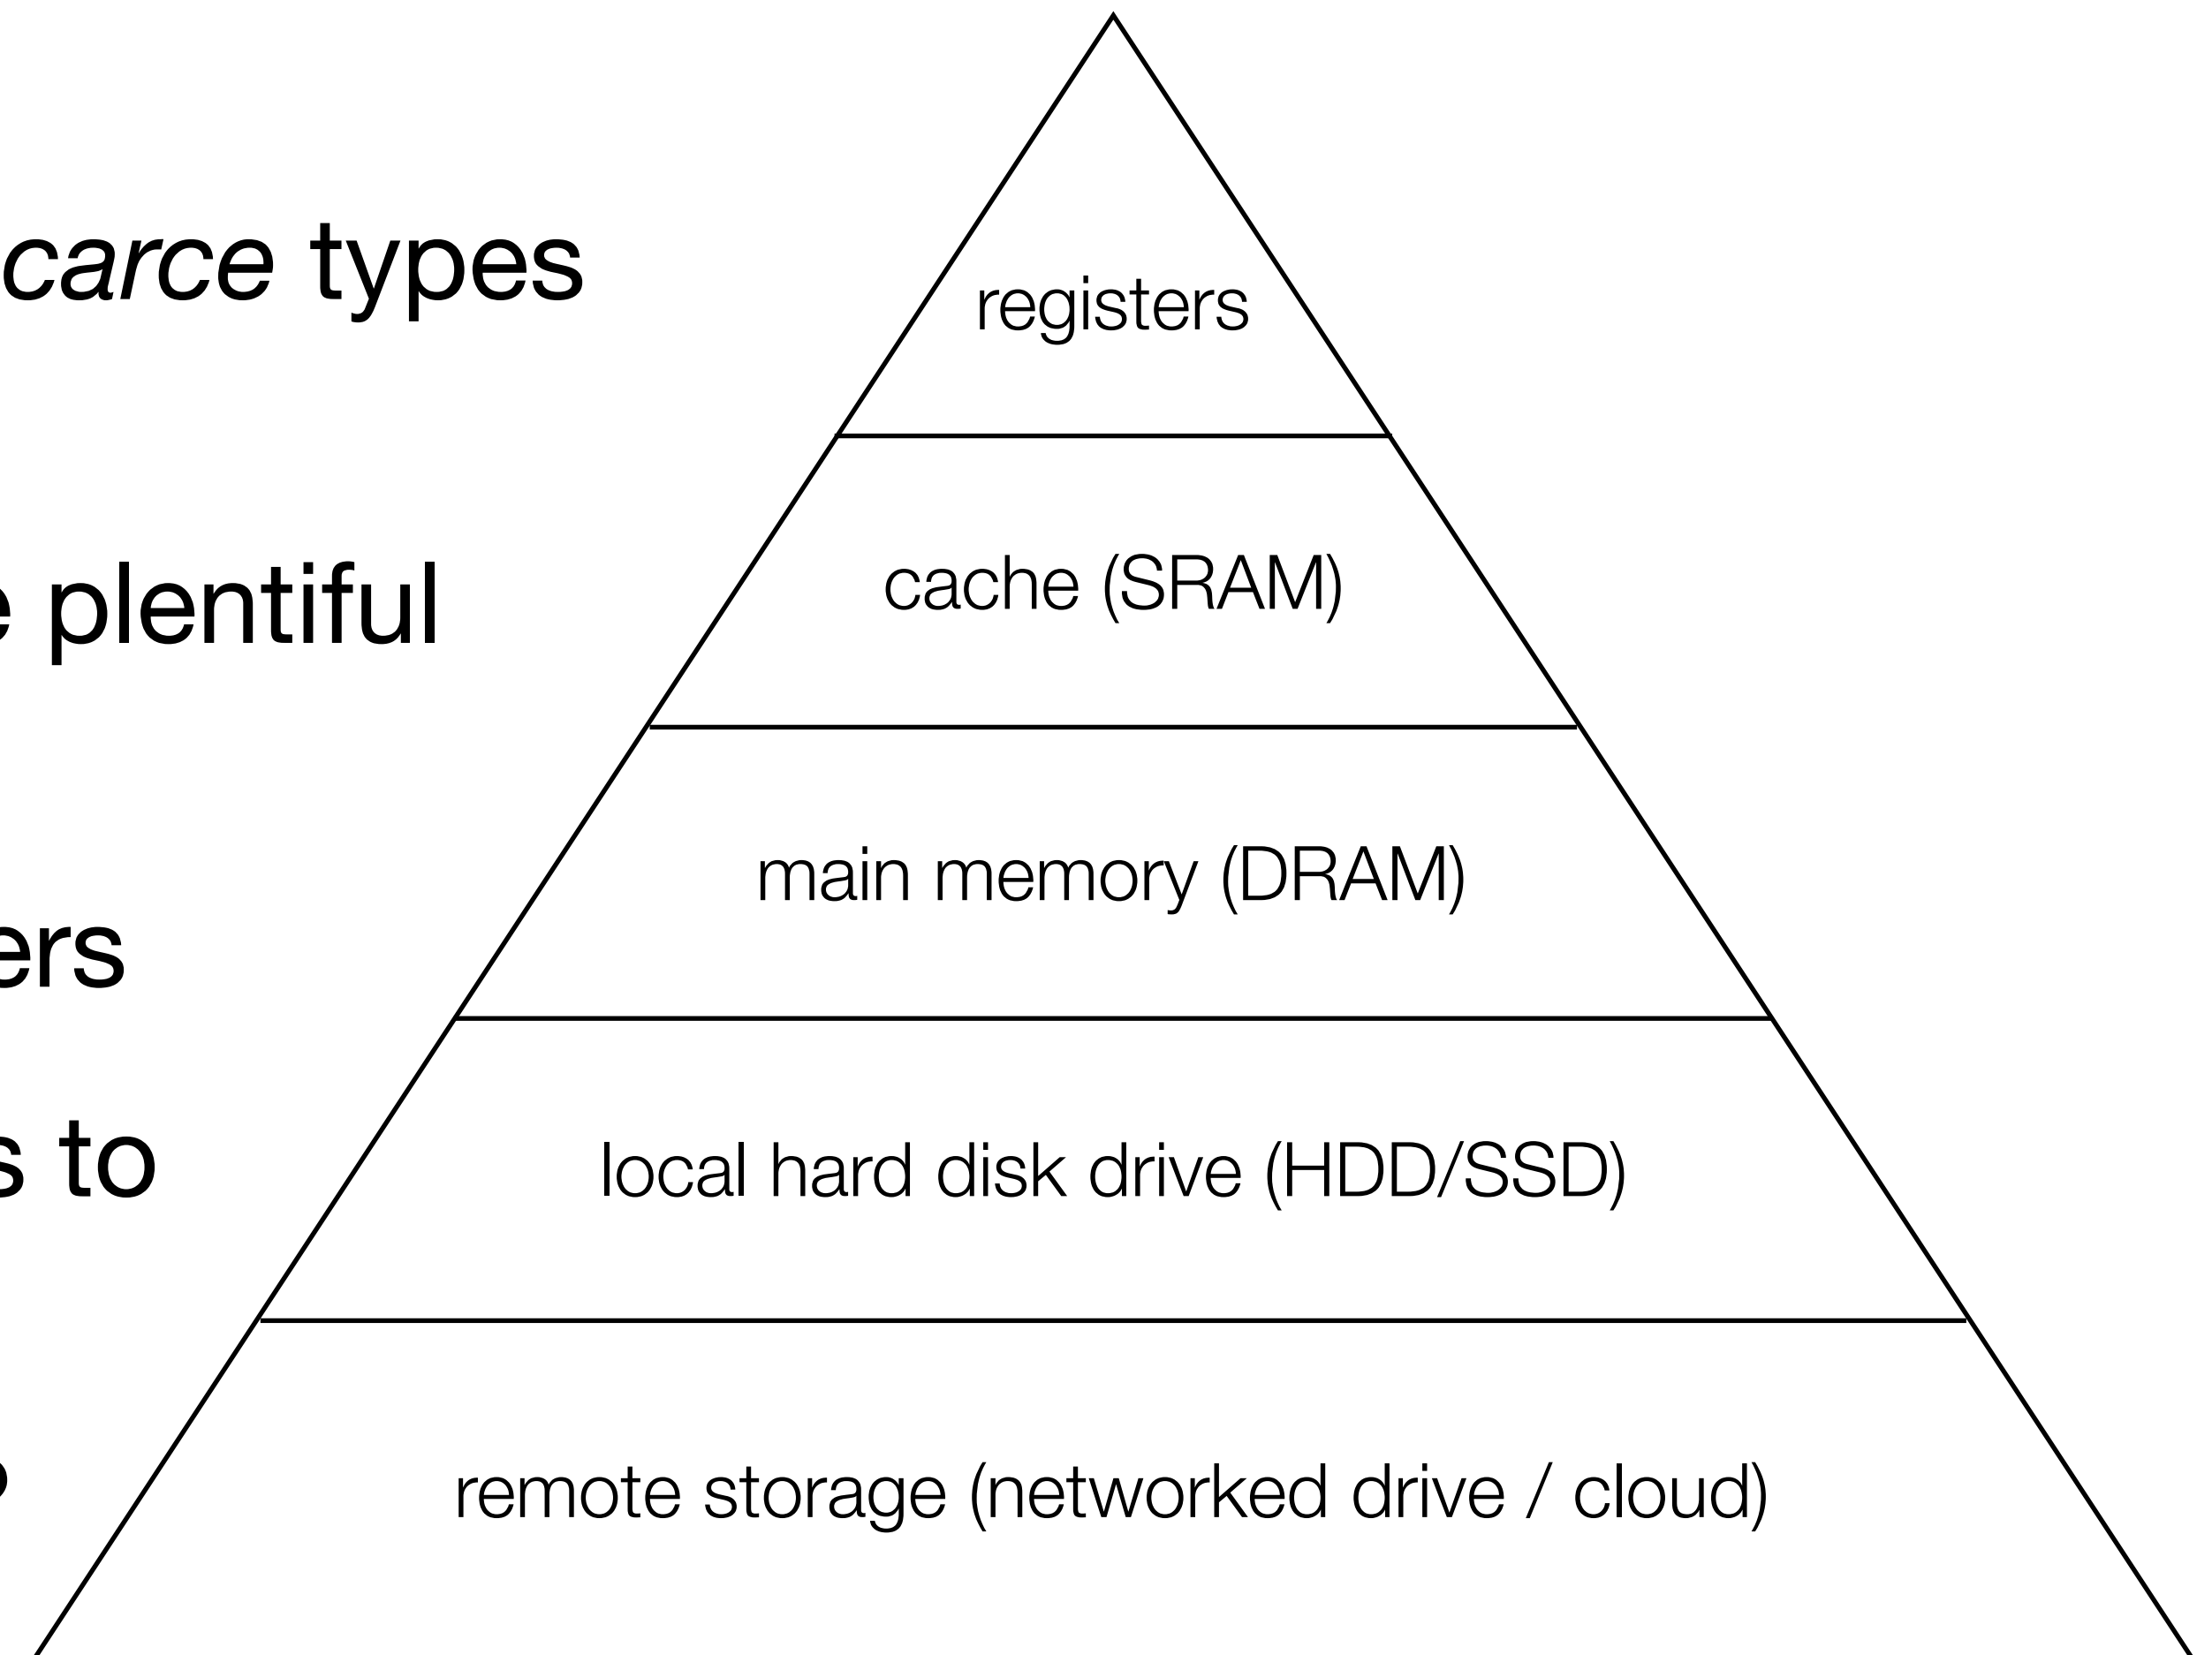 carce types
registers
plentiful
cache (SRAM)
main memory (DRAM)
ers
s to
local hard disk drive (HDD/SSD)
remote storage (networked drive / cloud)